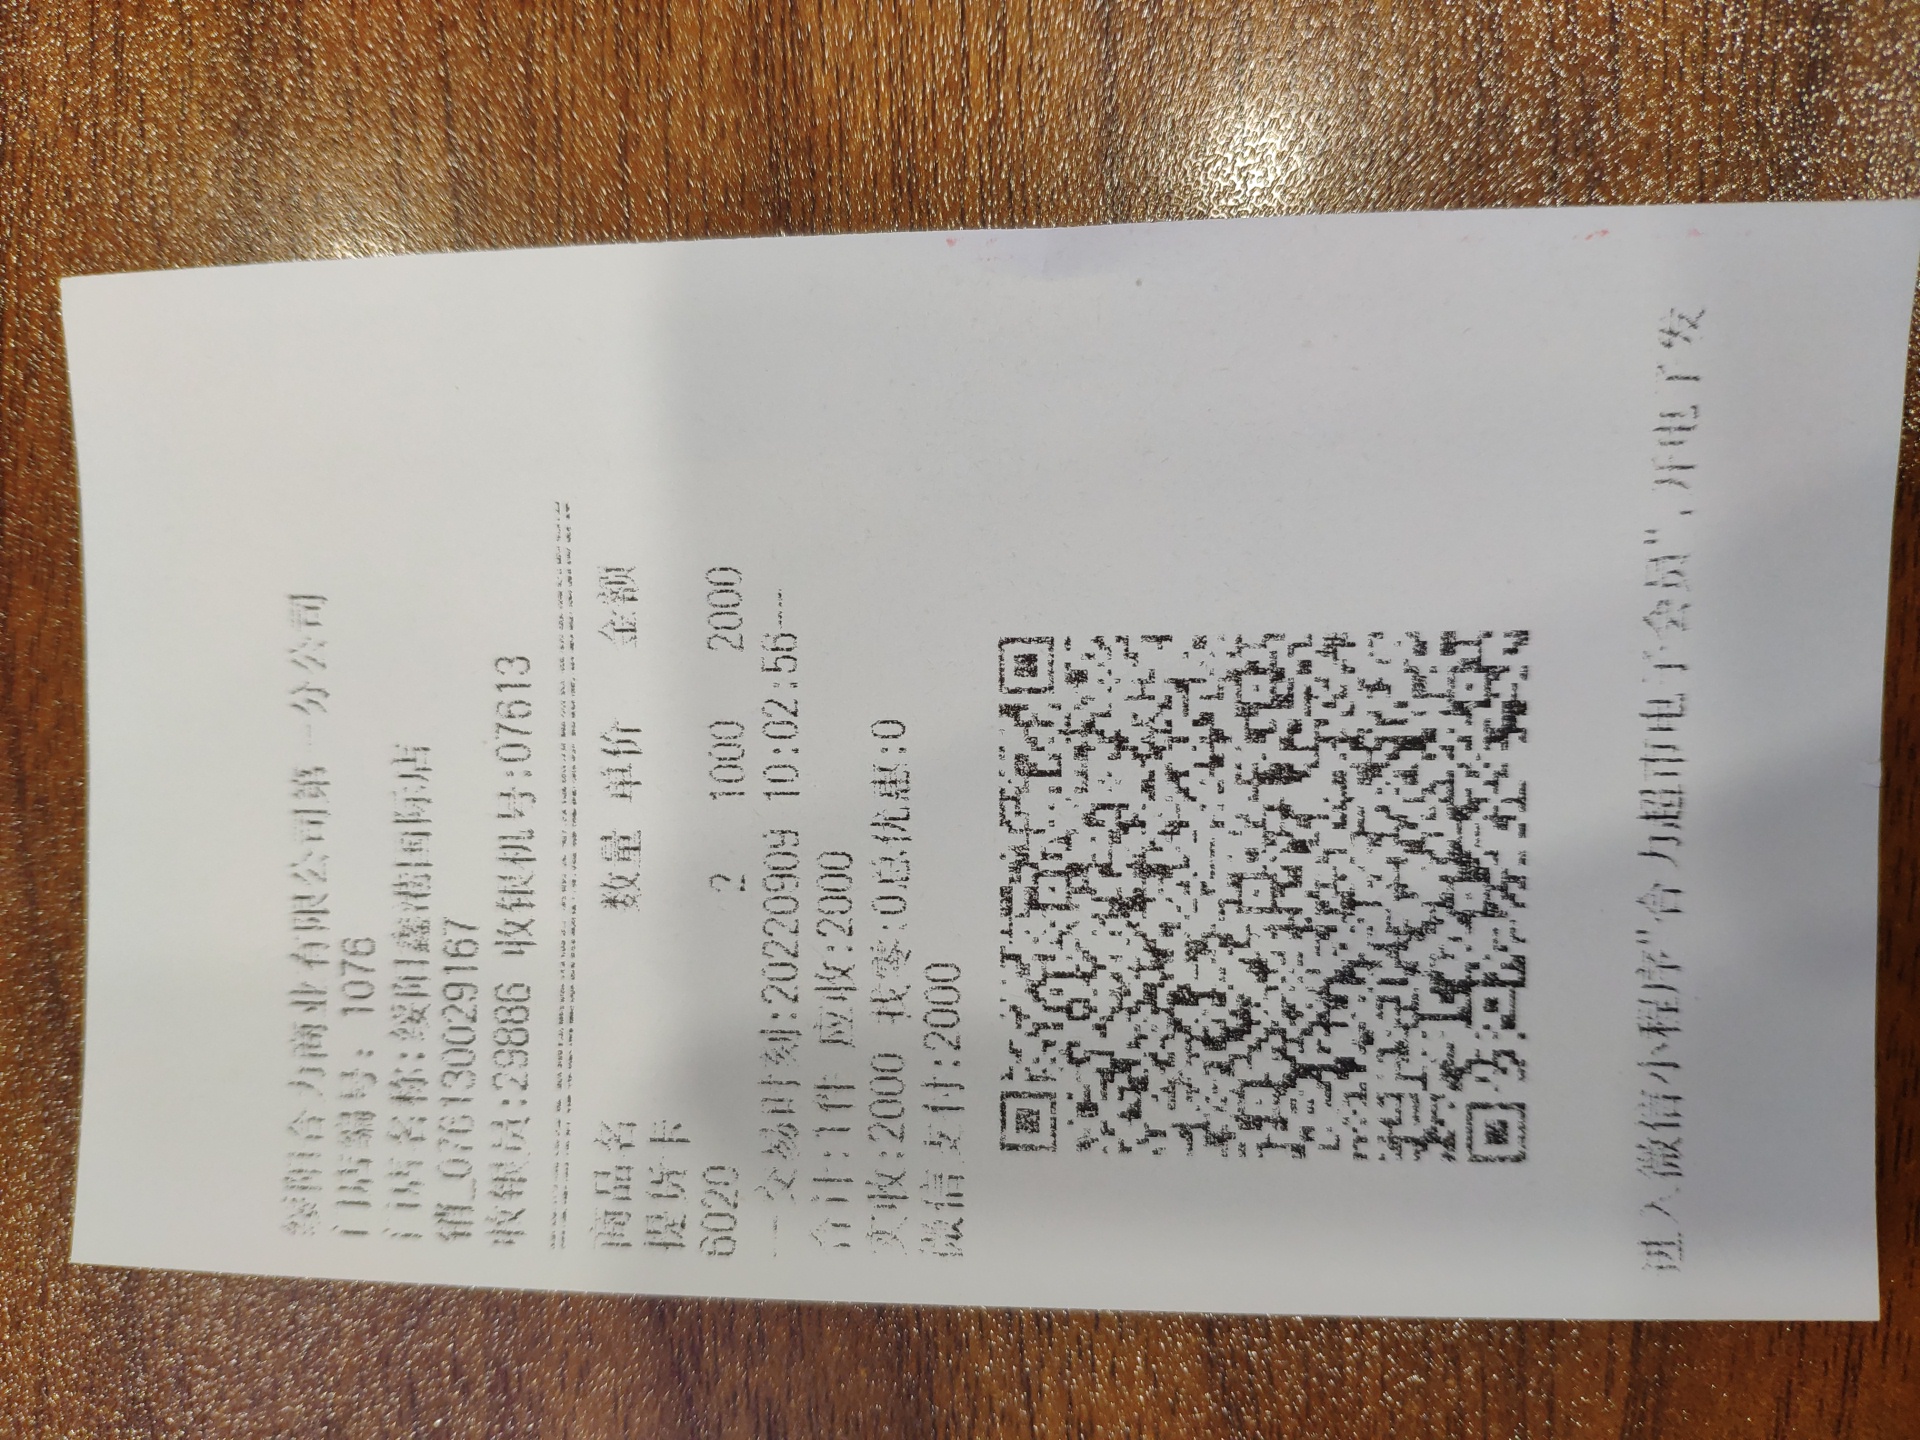 绥阳合力商业有限公司第一分公司
门店编号: 1076
门店名称:绥阳鑫港国际店
销_076130029167
收银员:29886 收银机号:07613
商品名 数量 单价 金额
提货卡
6020 2 1000 2000
---交易时刻:20220909 10:02:56---
合计:1件 应收:2000
实收:2000 找零:0总优惠:0
微信支付:2000
进入微信小程序"合力超市电子会员",开电子发